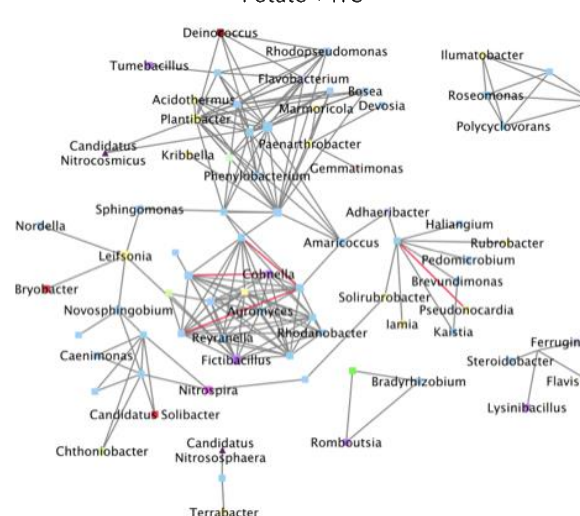 Deinococcus
Rhodopseudomonas
Ilumatobacter
Tumebacillus
Flavobacterium
Bosea
Roseomonas
Acidothermus
Marmoricola
Devosia
Plantibacter
Polycyclovorans
Paenarthrobacter
Candidatus
Nitrocosmicus
Kribbella
Gemmatimonas
Phenylobacterium
Sphingomonas
Adhaeribacter
Nordella
Haliangium
Amaricoccus
Rubrobacter
Leifsonia
Pedomicrobium
Cohnella
Brevundimonas
Bryobacter
Solirubrobacter
Novosphingobium
Agromyces
Pseudonocardia
Iamia
Kaistia
Reyranella
Rhodanobacter
Ferrugin
Caenimonas
Fictibacillus
Steroidobacter
Bradyrhizobium
Flavis
Nitrospira
Lysinibacillus
Candidatus Solibacter
Romboutsia
Chthoniobacter
Candidatus
Nitrososphaera
Terrabacter